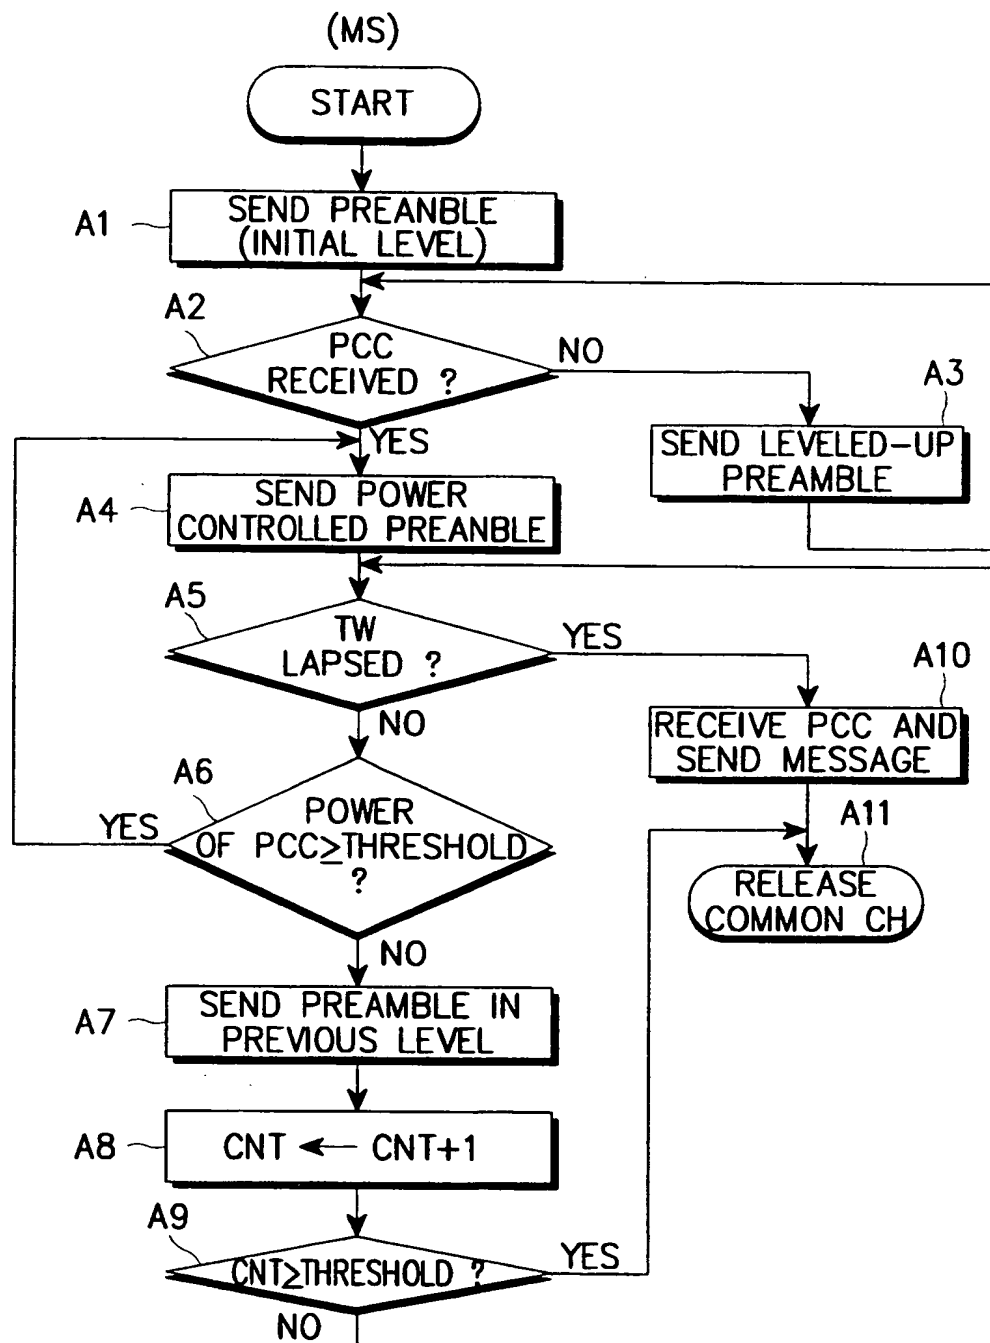 (MS)
START
A1
SEND PREANBLE
(INITIAL LEVEL)
A2
PCC
RECEIVED ?
NO
YES
A3
SEND LEVELED-UP
PREAMBLE
A4
SEND POWER
CONTROLLED PREANBLE
A5
TW
LAPSED ?
YES
NO
A10
RECEIVE PCC AND
SEND MESSAGE
A6
POWER
OF PCC≥THRESHOLD
?
YES
NO
A11
RELEASE
COMMON CH
A7
SEND PREAMBLE IN
PREVIOUS LEVEL
A8
CNT ← CNT+1
A9
CNT≥THRESHOLD ?
YES
NO